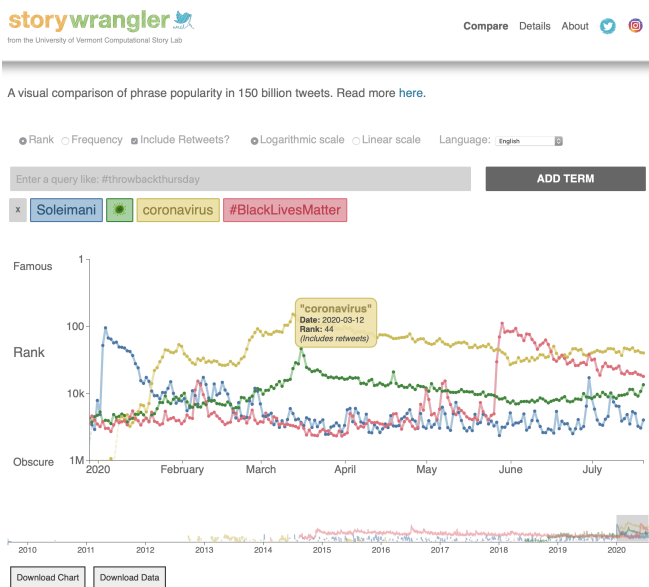 storywrangler
from the University of Vermont Computational Story Lab
Compare Details About
A visual comparison of phrase popularity in 150 billion tweets. Read more here.
Rank Frequency Include Retweets? Logarithmic scale Linear scale Language: English
Enter a query like: #throwbackthursday ADD TERM
x Soleimani coronavirus #BlackLivesMatter
Famous 1
"coronavirus"
Date: 2020-03-12
Rank: 44
(Includes retweets)
100
Rank
10k
Obscure 1M
2020 February March April May June July
2010 2011 2012 2013 2014 2015 2016 2017 2018 2019 2020
Download Chart Download Data